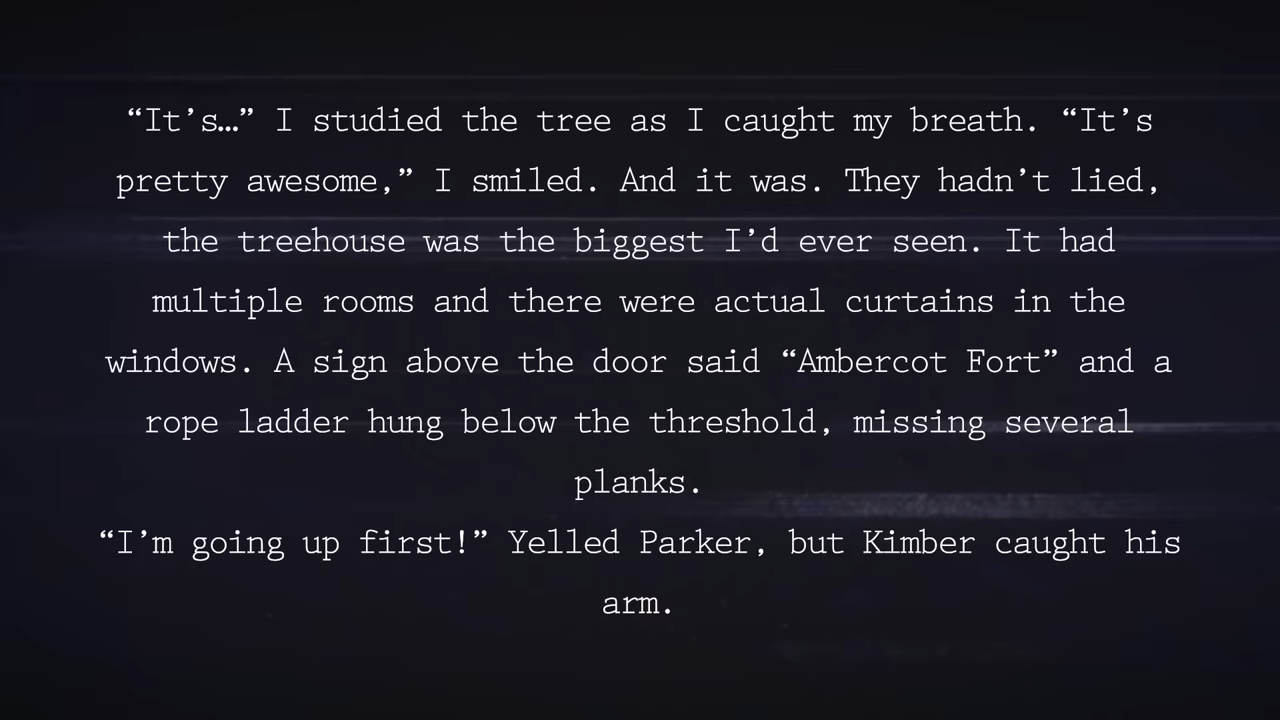 “It’s…” I studied the tree as I caught my breath. “It’s
pretty awesome,” I smiled. And it was. They hadn’t lied,
the treehouse was the biggest I’d ever seen. It had
multiple rooms and there were actual curtains in the
windows. A sign above the door said “Ambercot Fort” and a
rope ladder hung below the threshold, missing several
planks.
“I’m going up first!” Yelled Parker, but Kimber caught his
arm.